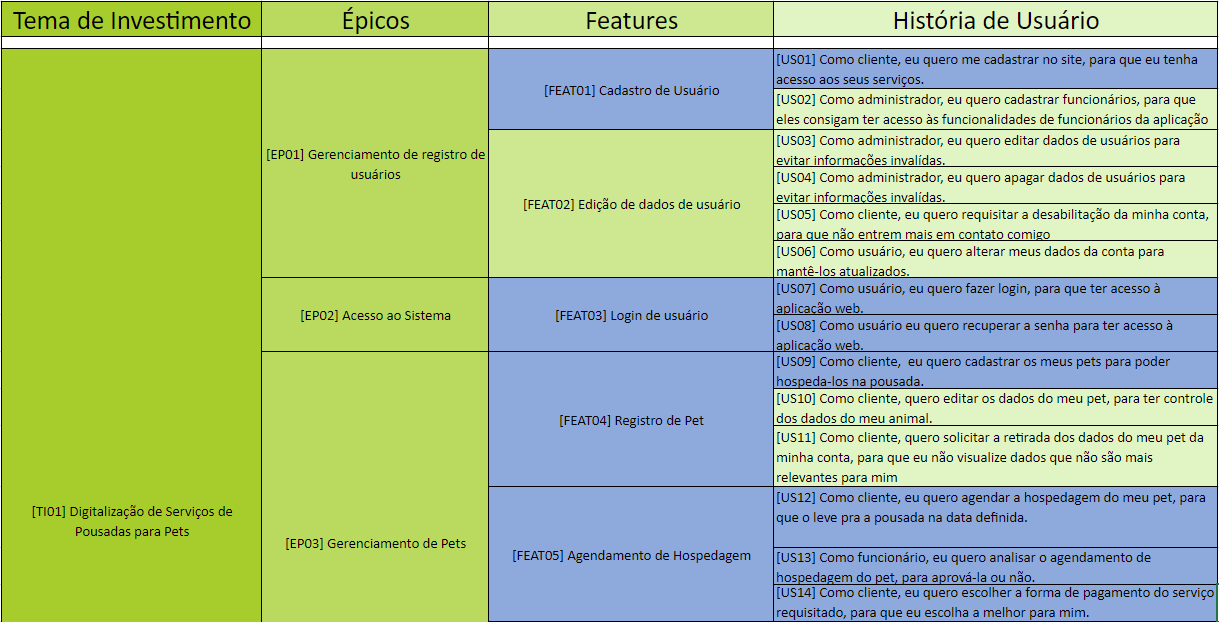 Tema de Investimento
Épicos
Features
História de Usuário
[TI01] Digitalização de Serviços de
Pousadas para Pets
[EP01] Gerenciamento de registro de
usuários
[FEAT01] Cadastro de Usuário
[US01] Como cliente, eu quero me cadastrar no site, para que eu tenha
acesso aos seus serviços.
[US02] Como administrador, eu quero cadastrar funcionários, para que
eles consigam ter acesso às funcionalidades de funcionários da aplicação
[FEAT02] Edição de dados de usuário
[US03] Como administrador, eu quero editar dados de usuários para
evitar informações invalídas.
[US04] Como administrador, eu quero apagar dados de usuários para
evitar informações invalídas.
[US05] Como cliente, eu quero requisitar a desabilitação da minha conta,
para que não entrem mais em contato comigo
[US06] Como usuário, eu quero alterar meus dados da conta para
mantê-los atualizados.
[EP02] Acesso ao Sistema
[FEAT03] Login de usuário
[US07] Como usuário, eu quero fazer login, para que ter acesso à
aplicação web.
[US08] Como usuário eu quero recuperar a senha para ter acesso à
aplicação web.
[EP03] Gerenciamento de Pets
[FEAT04] Registro de Pet
[US09] Como cliente,  eu quero cadastrar os meus pets para poder
hospeda-los na pousada.
[US10] Como cliente, quero editar os dados do meu pet, para ter controle
dos dados do meu animal.
[US11] Como cliente, quero solicitar a retirada dos dados do meu pet da
minha conta, para que eu não visualize dados que não são mais
relevantes para mim
[FEAT05] Agendamento de Hospedagem
[US12] Como cliente, eu quero agendar a hospedagem do meu pet, para
que o leve pra a pousada na data definida.
[US13] Como funcionário, eu quero analisar o agendamento de
hospedagem do pet, para aprová-la ou não.
[US14] Como cliente, eu quero escolher a forma de pagamento do serviço
requisitado, para que eu escolha a melhor para mim.